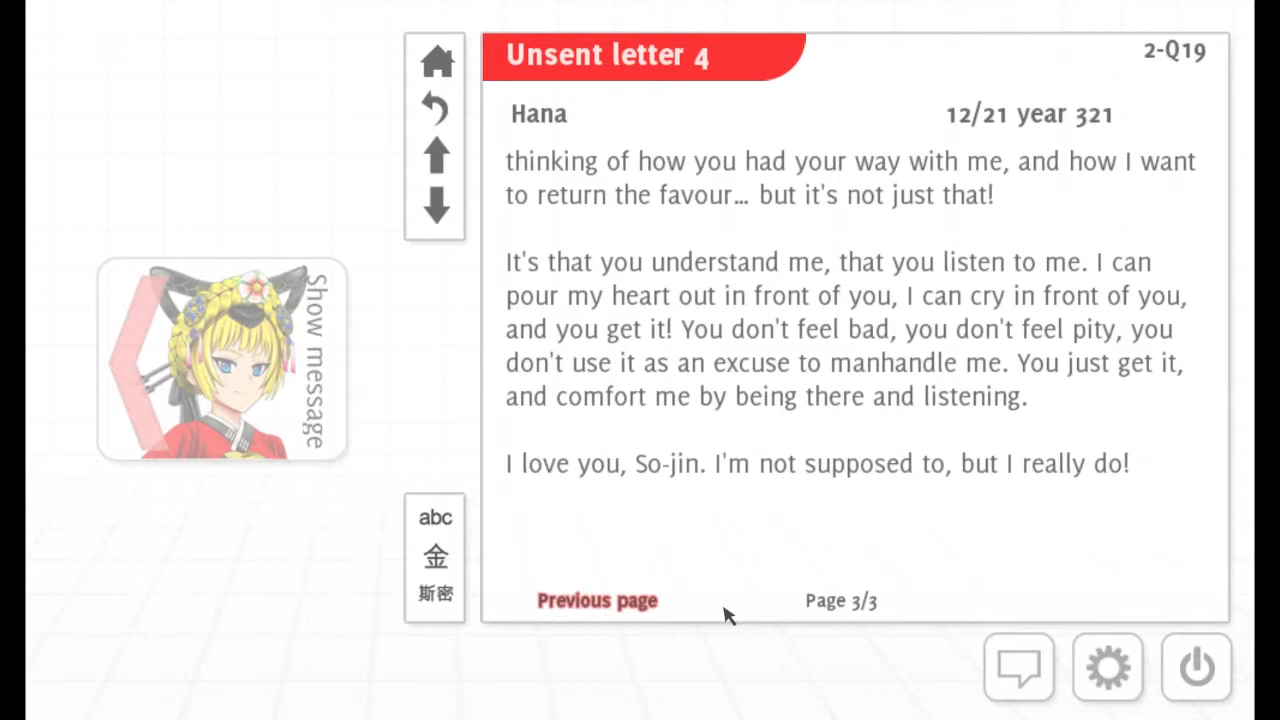 Unsent letter 4
2-Q19
Hana
12/21 year 321
thinking of how you had your way with me, and how I want
to return the favour... but it's not just that!
It's that you understand me, that you listen to me. I can
pour my heart out in front of you, I can cry in front of you,
and you get it! You don't feel bad, you don't feel pity, you
don't use it as an excuse to manhandle me. You just get it,
and comfort me by being there and listening.
I love you, So-jin. I'm not supposed to, but I really do!
Previous page
Page 3/3
Show message
abc
金
斯密